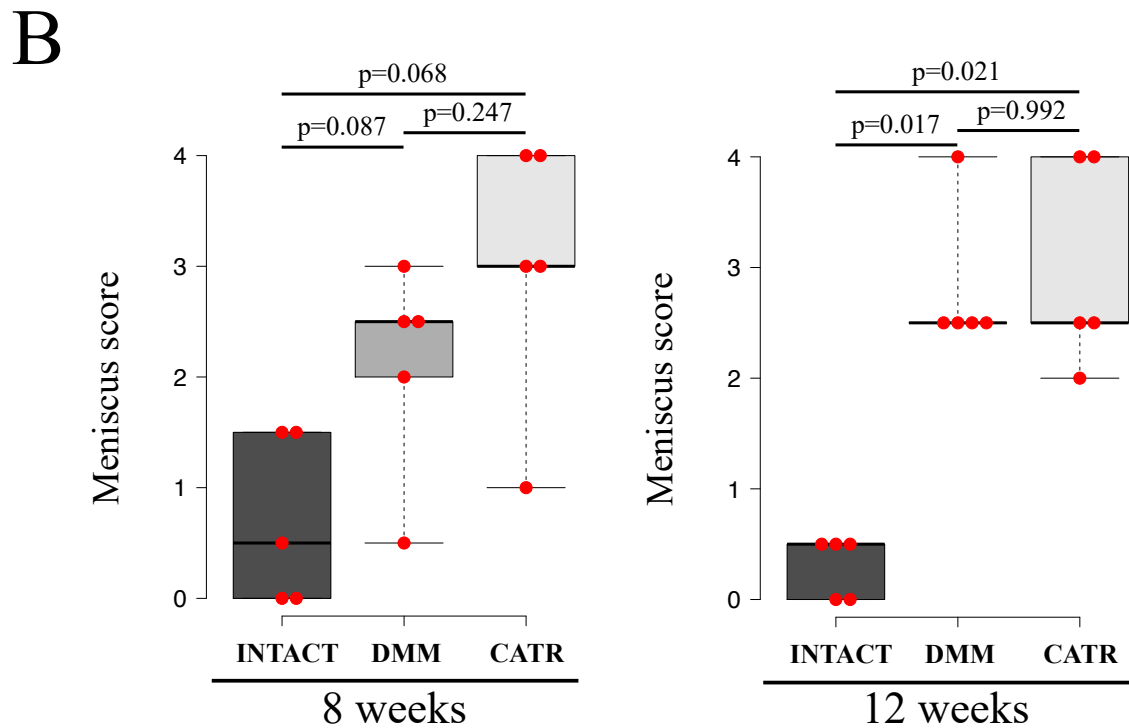 B
p=0.068
p=0.087
p=0.247
Meniscus score
4
3
2
1
0
INTACT
DMM
CATR
8 weeks
p=0.021
p=0.017
p=0.992
Meniscus score
4
3
2
1
0
INTACT
DMM
CATR
12 weeks